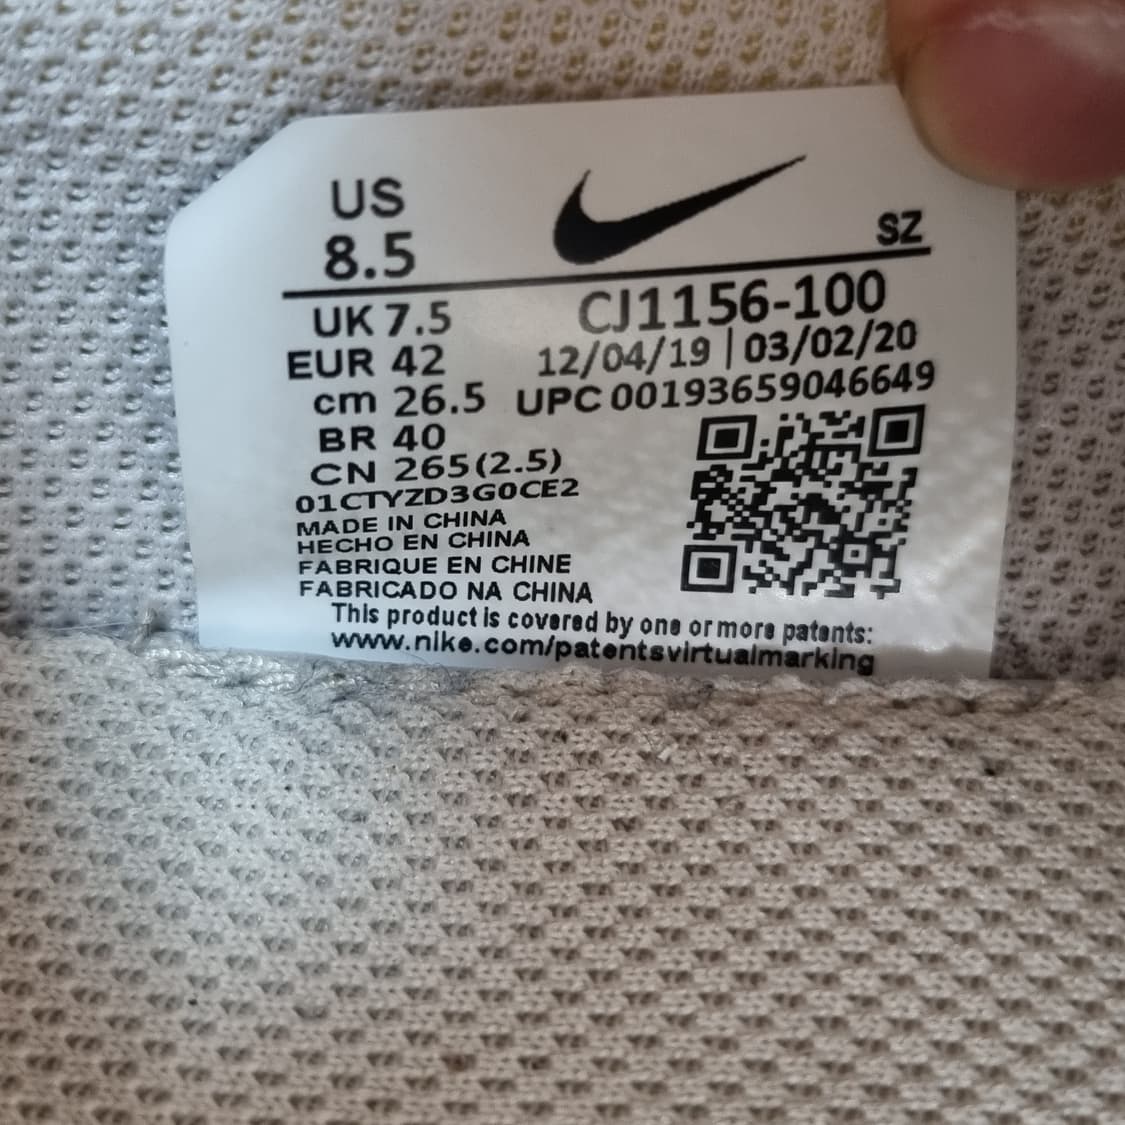 US
8.5
SZ
UK 7.5
CJ1156-100
EUR 42
12/04/19 | 03/02/20
cm 26.5
UPC 00193659046649
BR 40
CN 265(2.5)
01CTYZD3G0CE2
MADE IN CHINA
HECHO EN CHINA
FABRIQUE EN CHINE
FABRICADO NA CHINA
This product is covered by one or more patents:
www.nike.com/patentsvirtualmarking